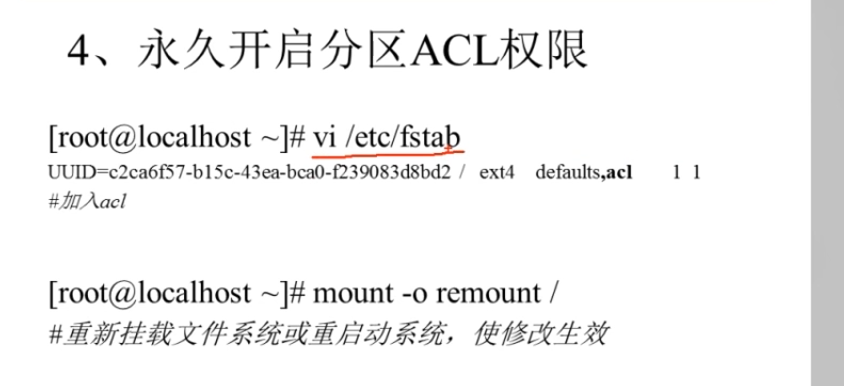 4、永久开启分区ACL权限
[root@localhost ~]# vi /etc/fstab
UUID=c2ca6f57-b15c-43ea-bca0-f239083d8bd2 / ext4 defaults,acl 1 1
#加入acl
[root@localhost ~]# mount -o remount /
#重新挂载文件系统或重启动系统，使修改生效